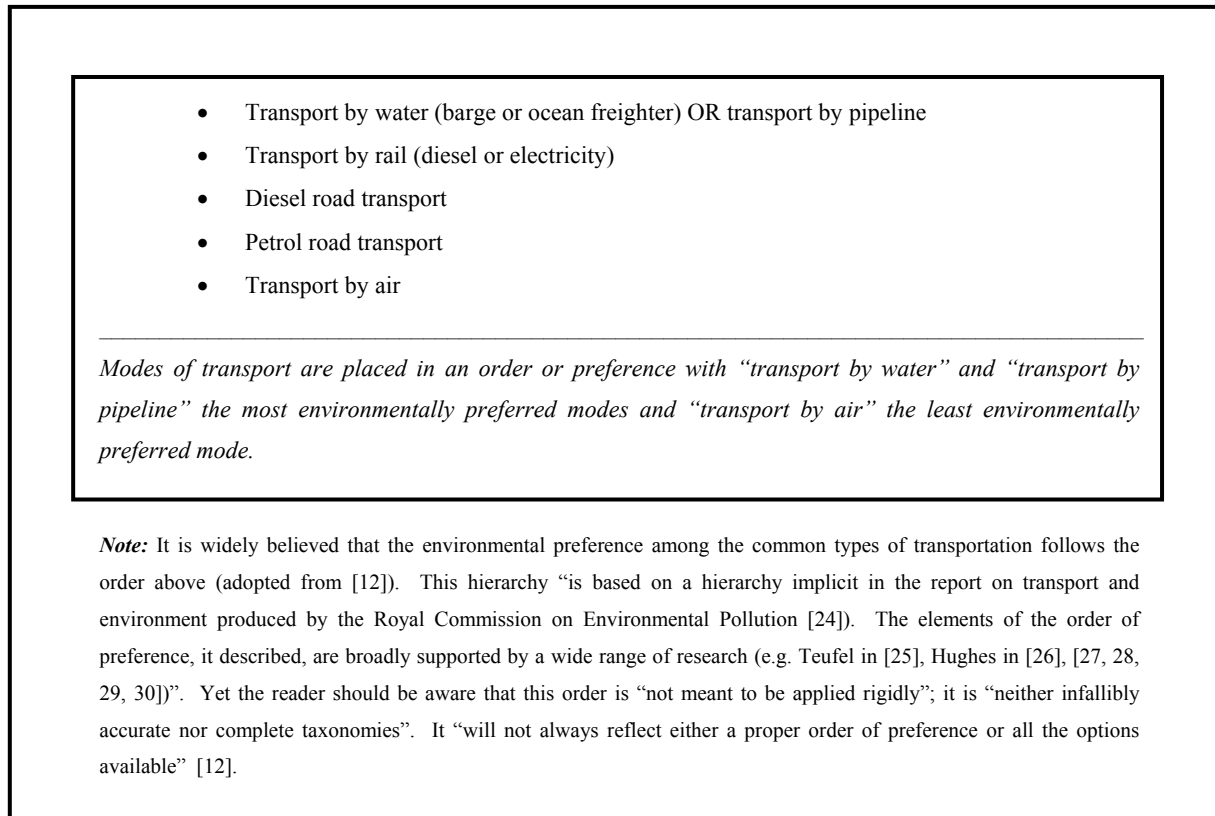 • Transport by water (barge or ocean freighter) OR transport by pipeline
• Transport by rail (diesel or electricity)
• Diesel road transport
• Petrol road transport
• Transport by air
Modes of transport are placed in an order or preference with “transport by water” and “transport by
pipeline” the most environmentally preferred modes and “transport by air” the least environmentally
preferred mode.
Note: It is widely believed that the environmental preference among the common types of transportation follows the
order above (adopted from [12]). This hierarchy “is based on a hierarchy implicit in the report on transport and
environment produced by the Royal Commission on Environmental Pollution [24]). The elements of the order of
preference, it described, are broadly supported by a wide range of research (e.g. Teufel in [25], Hughes in [26], [27, 28,
29, 30])”. Yet the reader should be aware that this order is “not meant to be applied rigidly”; it is “neither infallibly
accurate nor complete taxonomies”. It “will not always reflect either a proper order of preference or all the options
available” [12].